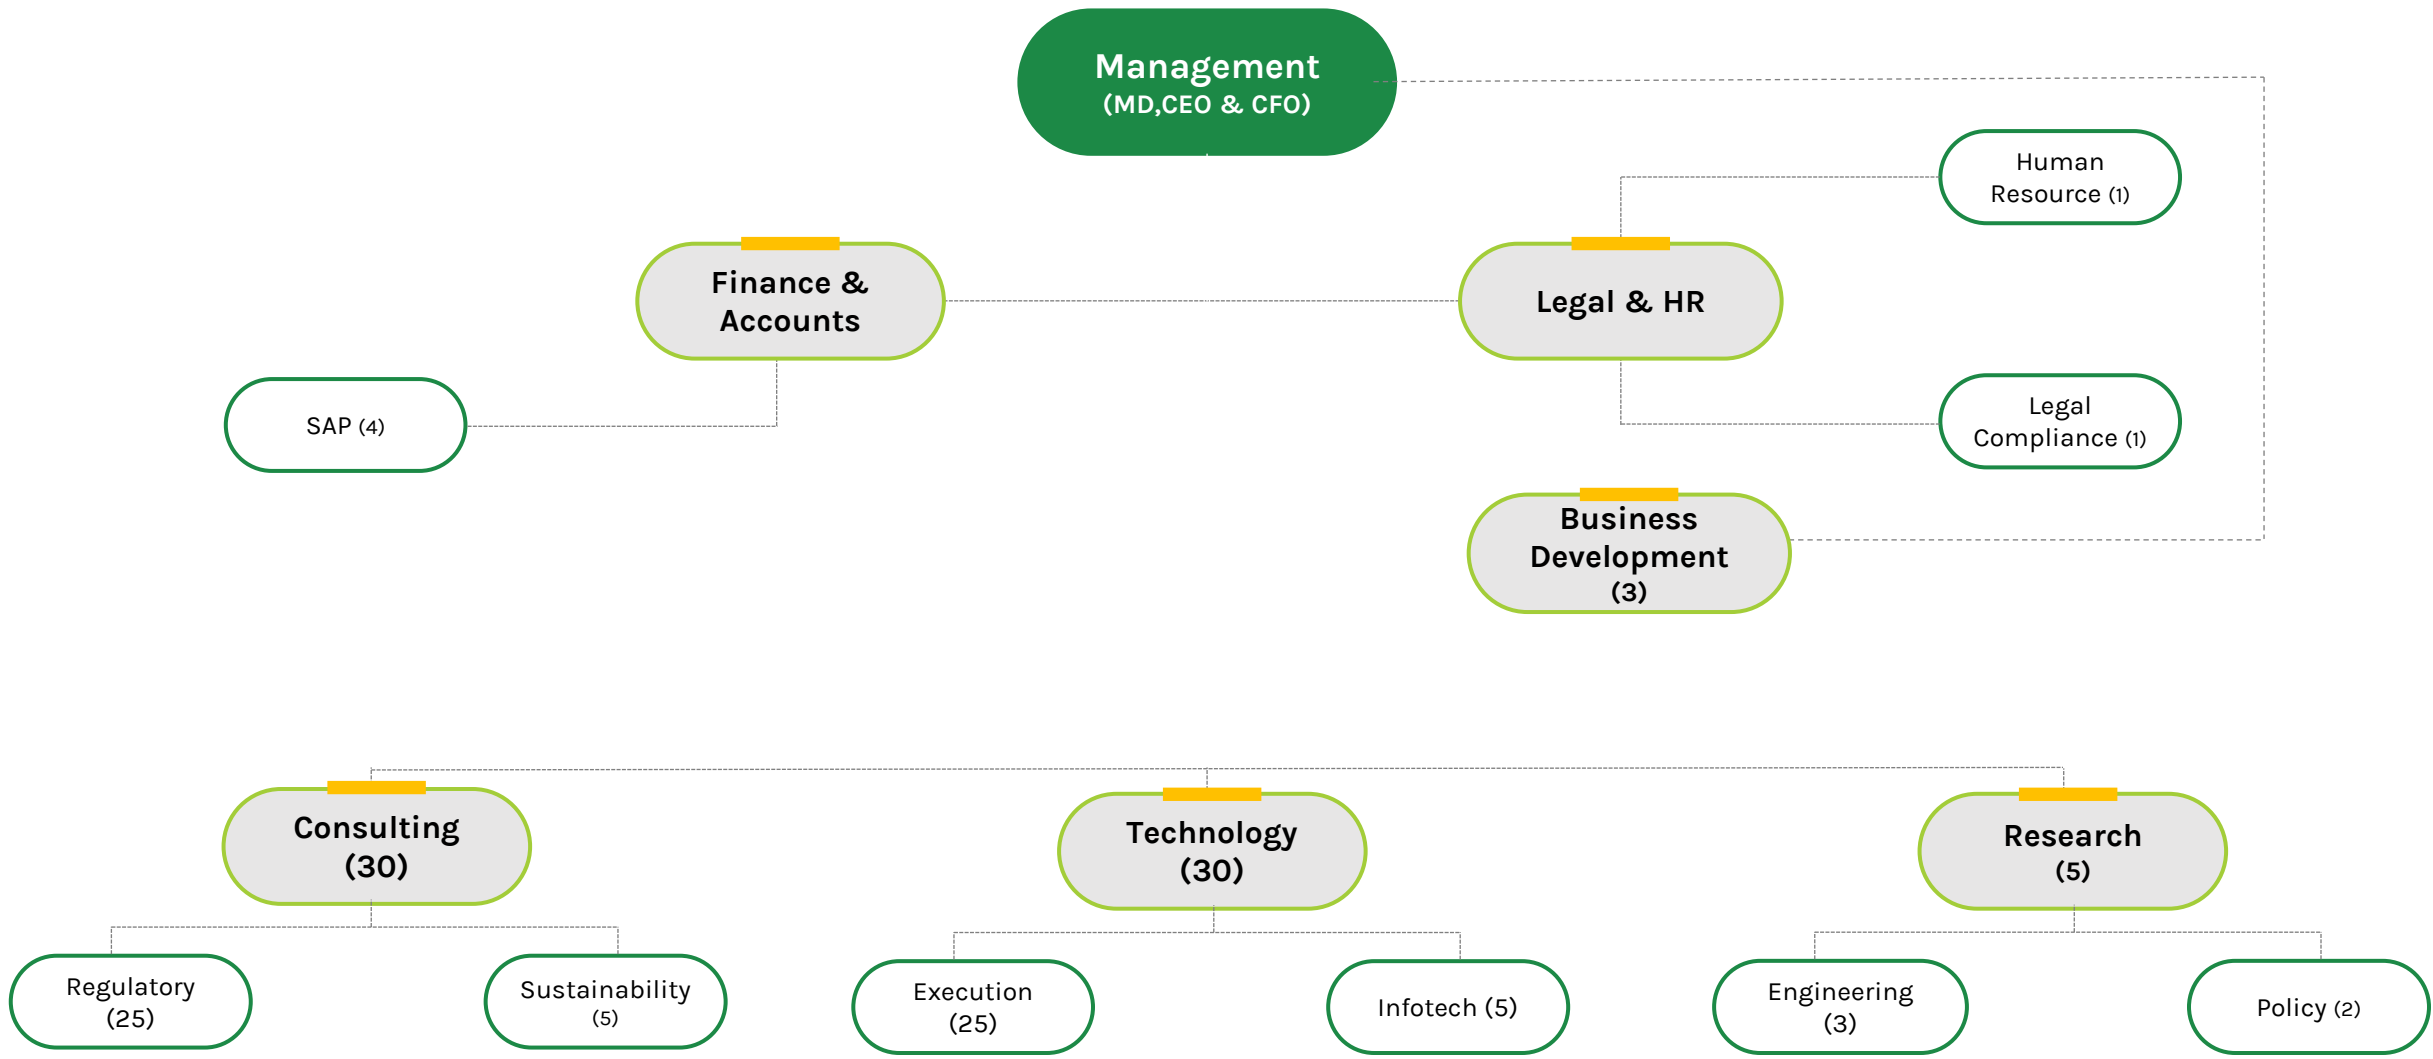 Management
(MD,CEO & CFO)
Human
Resource (1)
Finance &
Accounts
Legal & HR
SAP (4)
Legal
Compliance (1)
Business
Development
(3)
Consulting
(30)
Technology
(30)
Research
(5)
Regulatory
(25)
Sustainability
(5)
Execution
(25)
Infotech (5)
Engineering
(3)
Policy (2)